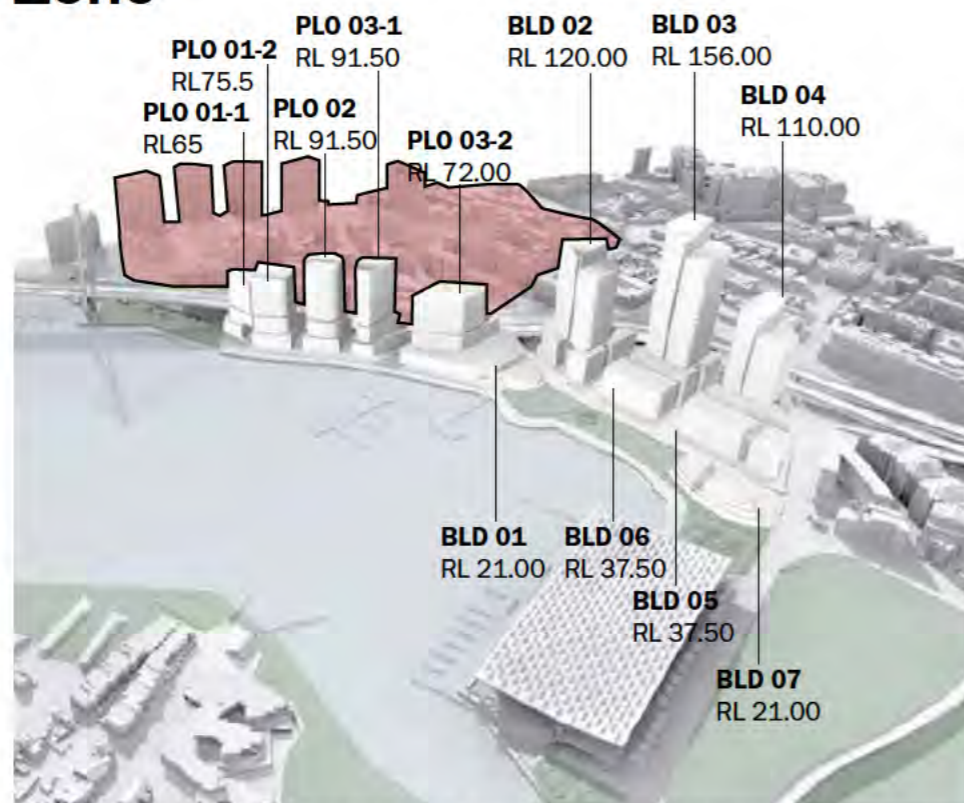 PLO 03-1
RL 91.50
BLD 02
RL 120.00
BLD 03
RL 156.00
PLO 01-2
RL75.5
BLD 04
RL 110.00
PLO 01-1
RL65
PLO 02
RL 91.50
PLO 03-2
RL 72.00
BLD 01
RL 21.00
BLD 06
RL 37.50
BLD 05
RL 37.50
BLD 07
RL 21.00